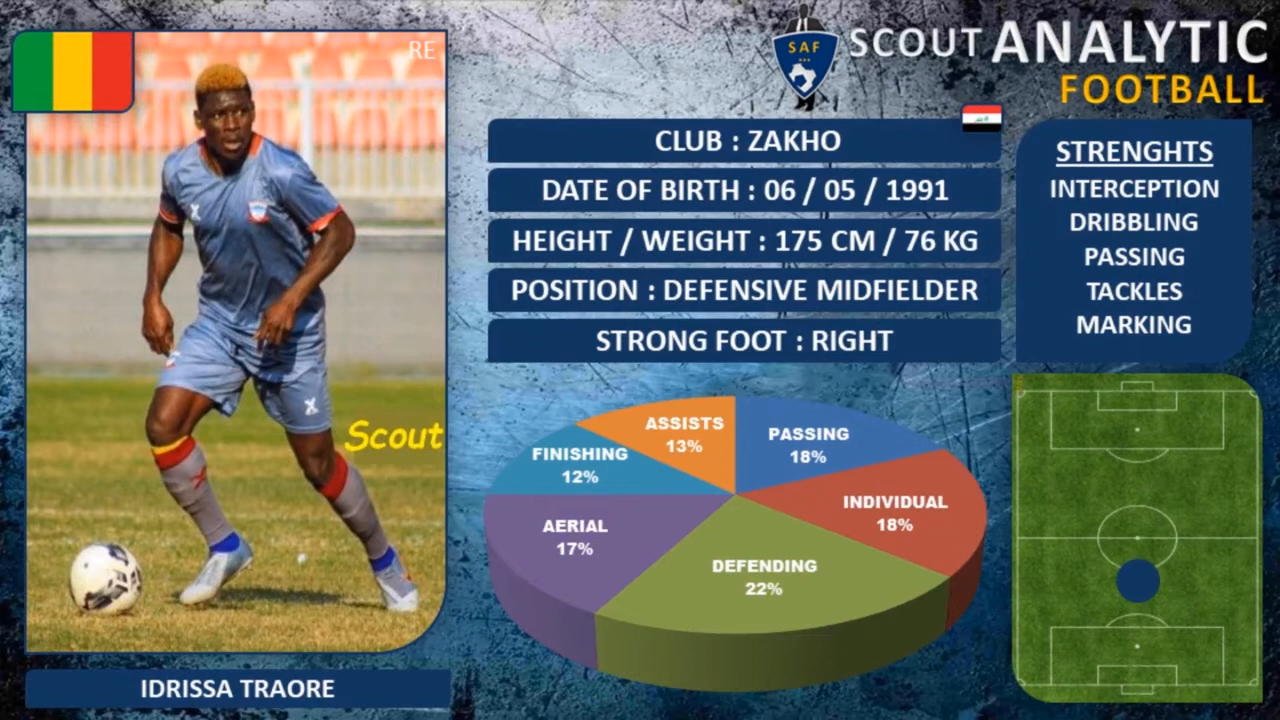 RE
SAF
SCOUT ANALYTIC
FOOTBALL
CLUB : ZAKHO
DATE OF BIRTH : 06 / 05 / 1991
HEIGHT / WEIGHT : 175 CM / 76 KG
POSITION : DEFENSIVE MIDFIELDER
STRONG FOOT : RIGHT
STRENGHTS
INTERCEPTION
DRIBBLING
PASSING
TACKLES
MARKING
Scout
ASSISTS
13%
PASSING
18%
FINISHING
12%
INDIVIDUAL
18%
AERIAL
17%
DEFENDING
22%
IDRISSA TRAORE